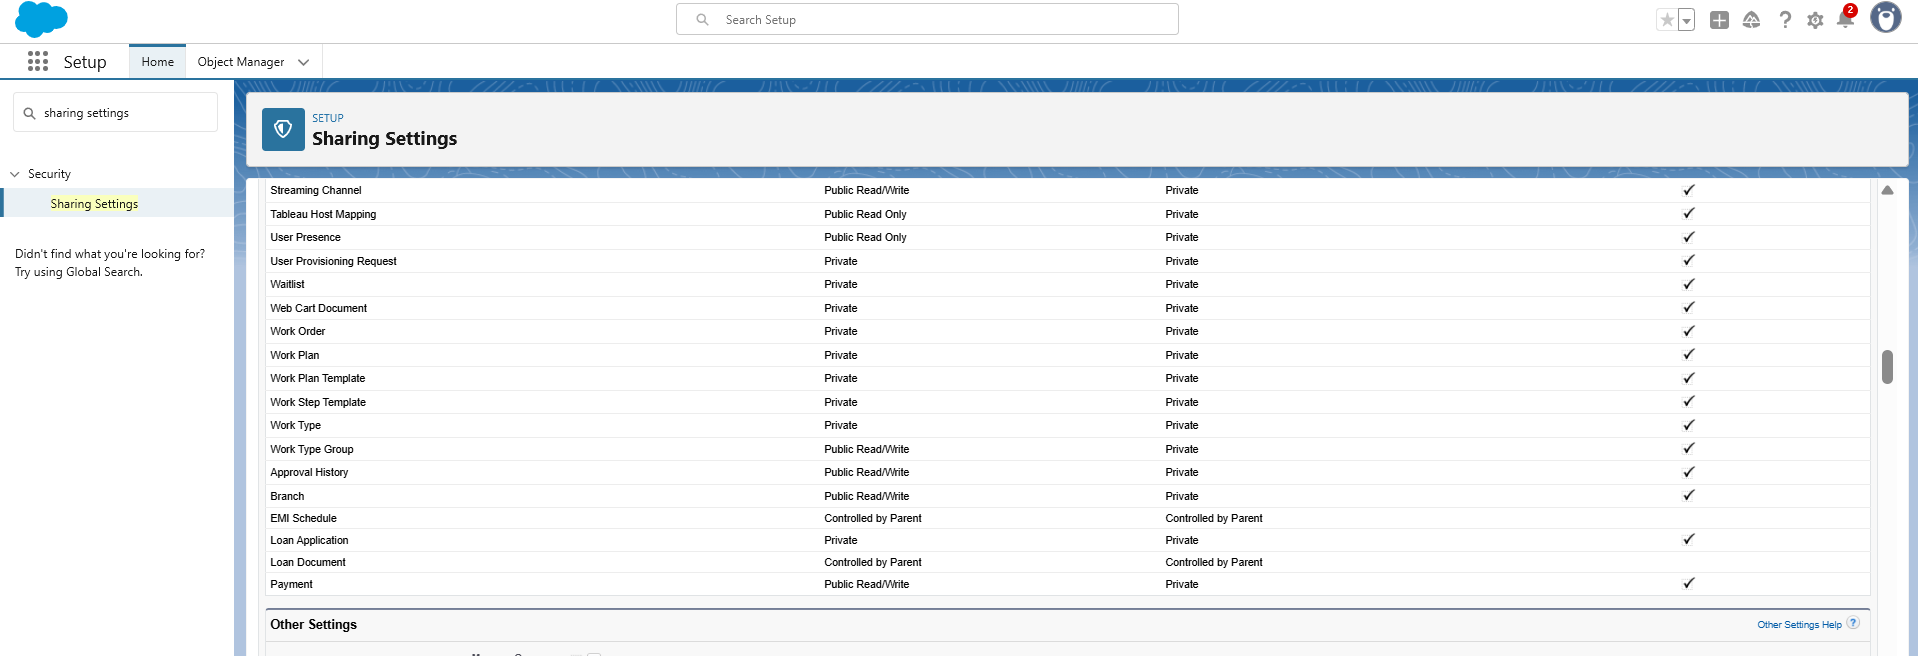 Search Setup
2
Setup
Home
Object Manager
sharing settings
Security
Sharing Settings
Didn't find what you're looking for?
Try using Global Search.
SETUP
Sharing Settings
Streaming Channel Public Read/Write Private
Tableau Host Mapping Public Read Only Private
User Presence Public Read Only Private
User Provisioning Request Private Private
Waitlist Private Private
Web Cart Document Private Private
Work Order Private Private
Work Plan Private Private
Work Plan Template Private Private
Work Step Template Private Private
Work Type Private Private
Work Type Group Public Read/Write Private
Approval History Public Read/Write Private
Branch Public Read/Write Private
EMI Schedule Controlled by Parent Controlled by Parent
Loan Application Private Private
Loan Document Controlled by Parent Controlled by Parent
Payment Public Read/Write Private
Other Settings
Other Settings Help ?